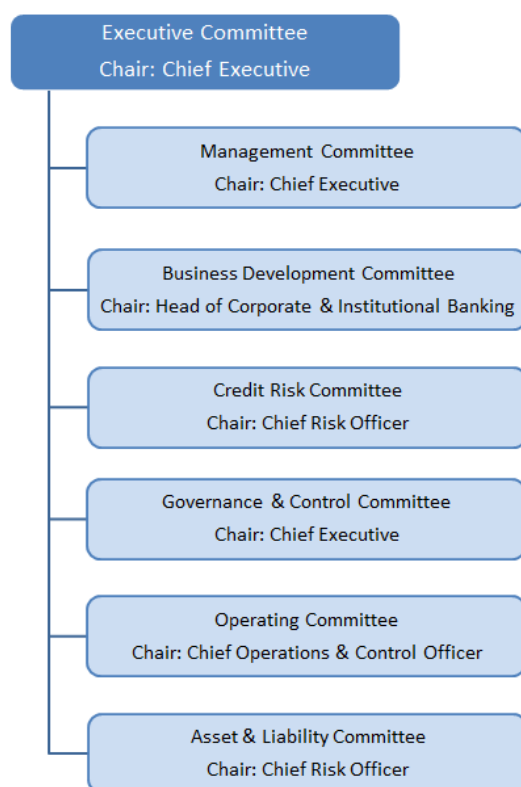 Executive Committee
Chair: Chief Executive
Management Committee
Chair: Chief Executive
Business Development Committee
Chair: Head of Corporate & Institutional Banking
Credit Risk Committee
Chair: Chief Risk Officer
Governance & Control Committee
Chair: Chief Executive
Operating Committee
Chair: Chief Operations & Control Officer
Asset & Liability Committee
Chair: Chief Risk Officer